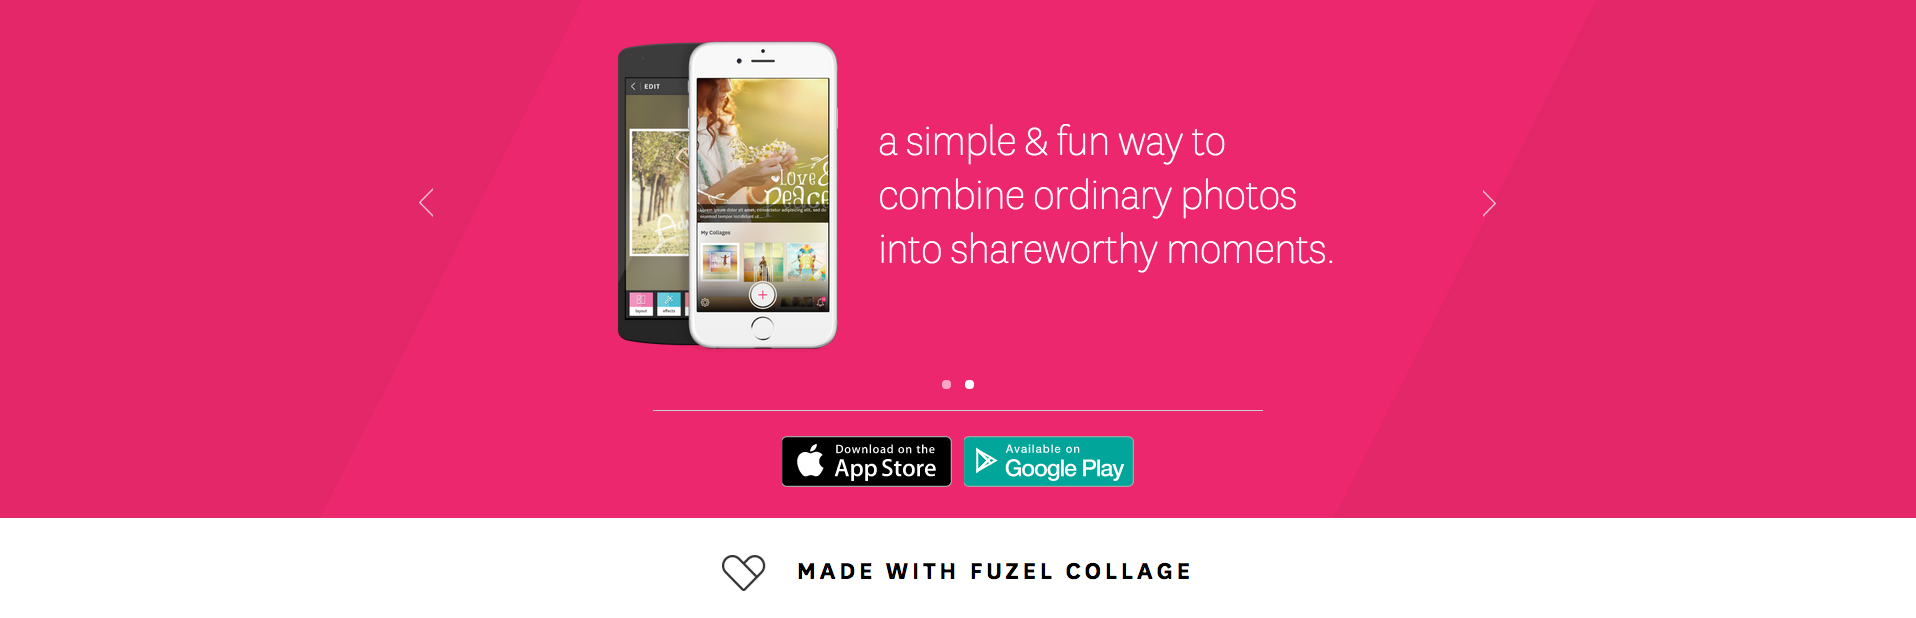 EDIT
LOVE &
Peace
Lorem ipsum dolor sit amet, consectetur adipiscing elit, sed do
eiusmod tempor incididunt ut...
My Collages
layout
effects
a simple & fun way to
combine ordinary photos
into shareworthy moments.
Download on the
App Store
Available on
Google Play
MADE WITH FUZEL COLLAGE